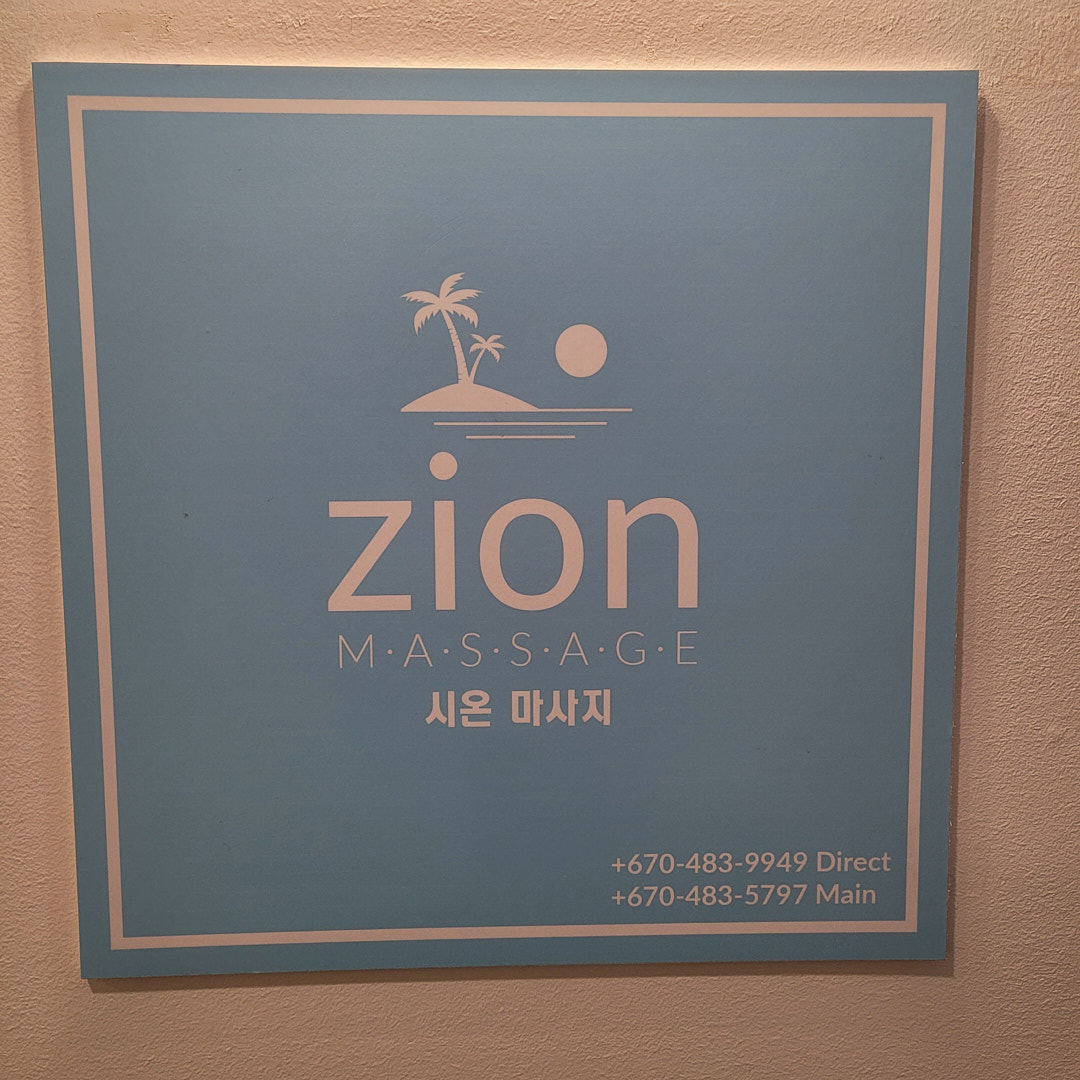 zion
M·A·S·S·A·G·E
시온 마사지
+670-483-9949 Direct
+670-483-5797 Main